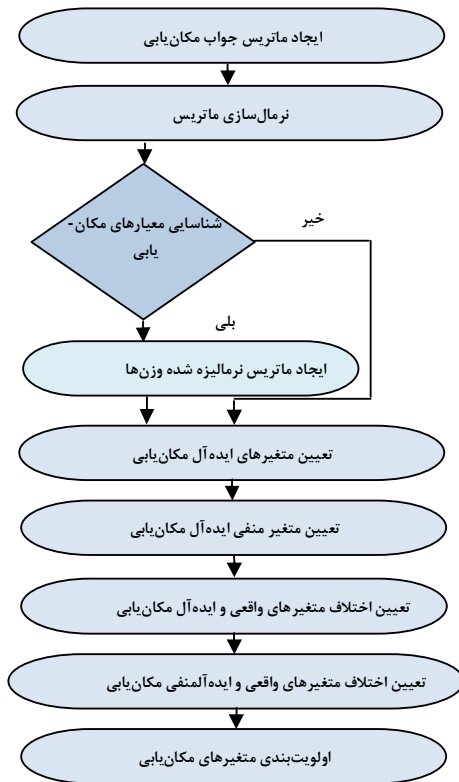 ایجاد ماتریس جواب مکان‌یابی
نرمال‌سازی ماتریس
شناسایی معیارهای مکان-
یابی
خیر
بلی
ایجاد ماتریس نرمالیزه شده وزن‌ها
تعیین متغیرهای ایده‌آل مکان‌یابی
تعیین متغیر منفی ایده‌آل مکان‌یابی
تعیین اختلاف متغیرهای واقعی و ایده‌آل مکان‌یابی
تعیین اختلاف متغیرهای واقعی و ایده‌آلمنفی مکان‌یابی
اولویت‌بندی متغیرهای مکان‌یابی